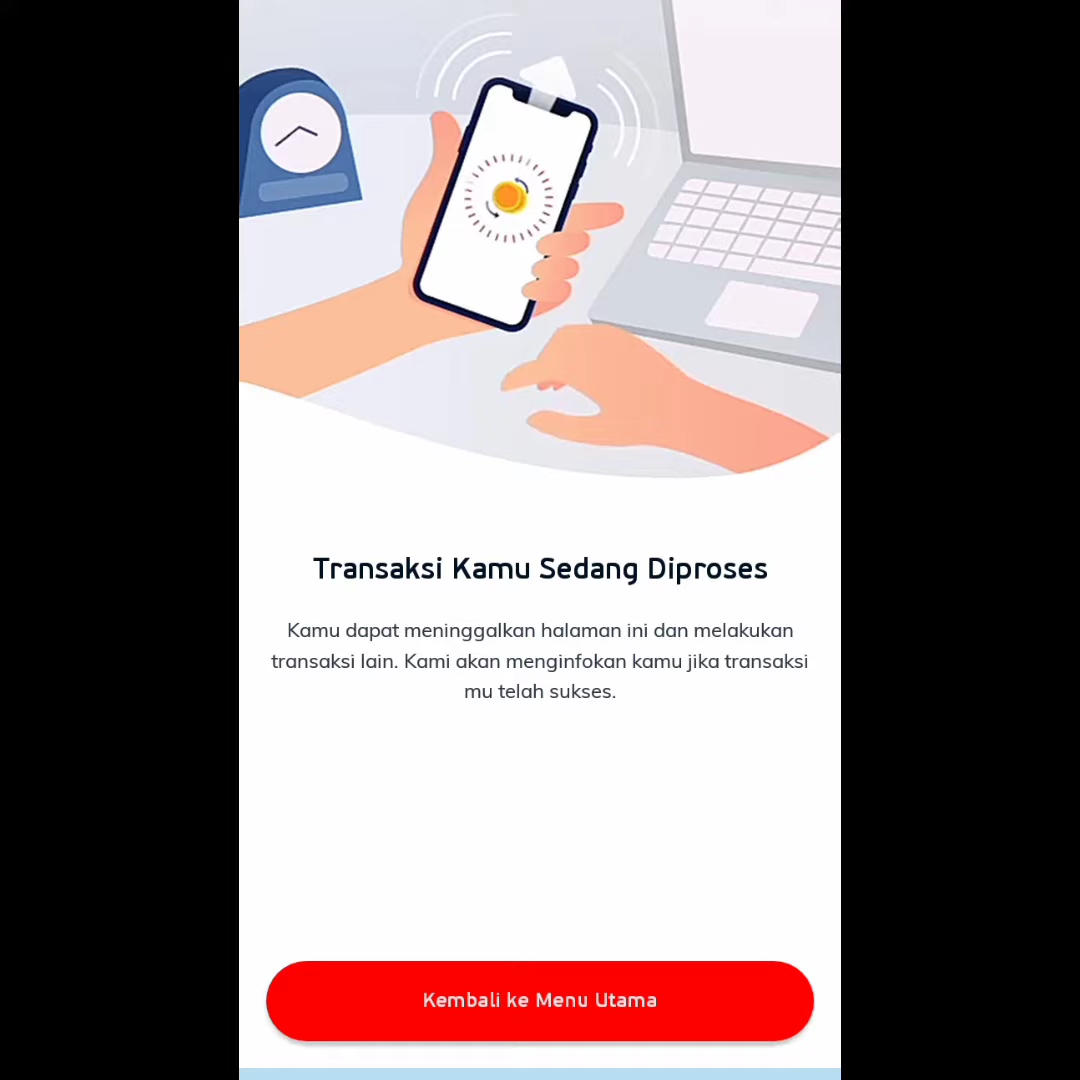 Transaksi Kamu Sedang Diproses
Kamu dapat meninggalkan halaman ini dan melakukan
transaksi lain. Kami akan menginfokan kamu jika transaksi
mu telah sukses.
Kembali ke Menu Utama